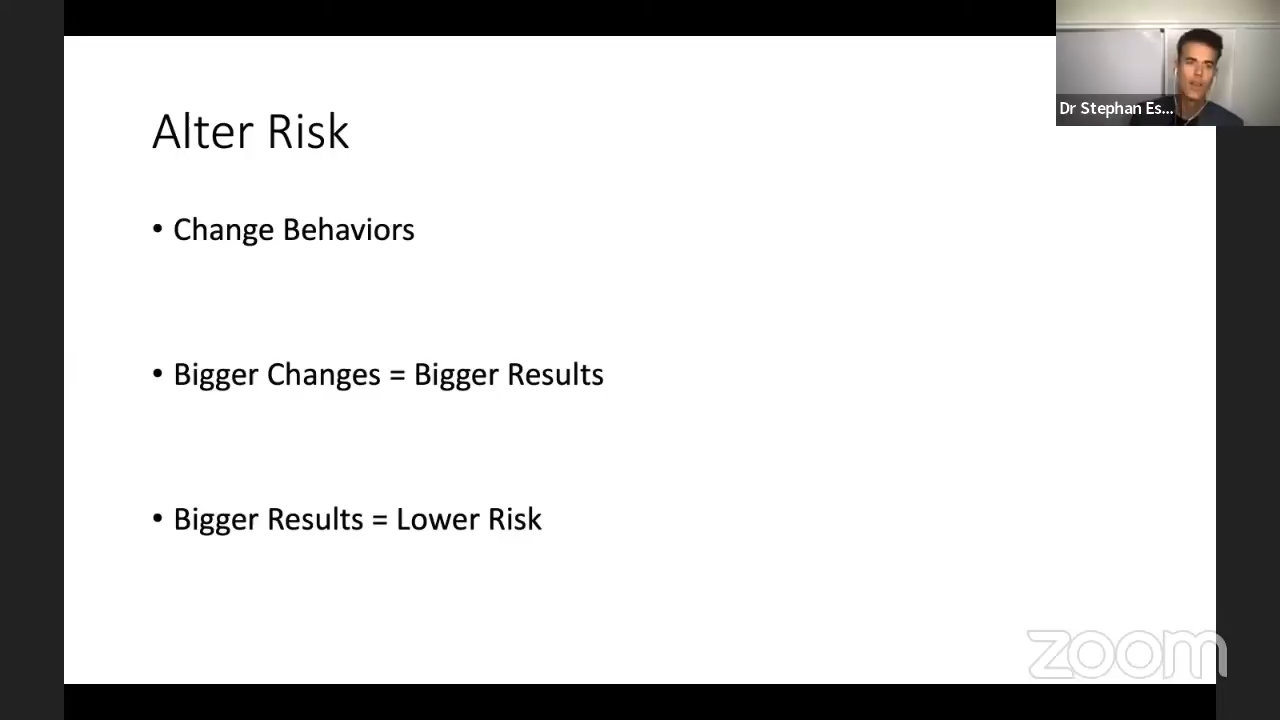 Alter Risk
• Change Behaviors
• Bigger Changes = Bigger Results
• Bigger Results = Lower Risk
Dr Stephan Es...
zoom